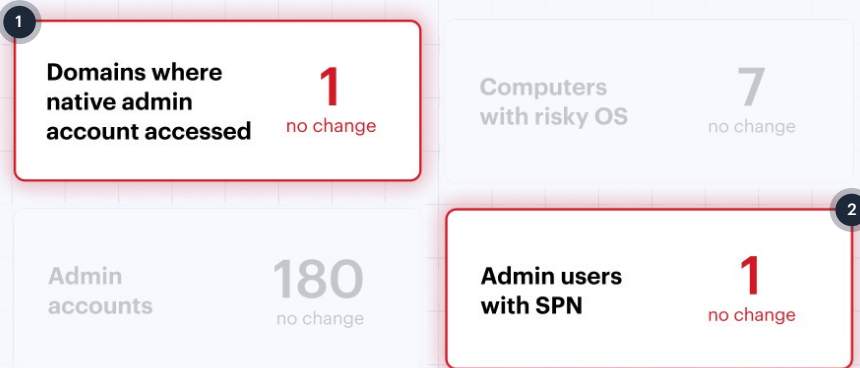 1
Domains where
native admin
account accessed
1
no change
Computers
with risky OS
7
no change
Admin
accounts
180
no change
2
Admin users
with SPN
1
no change